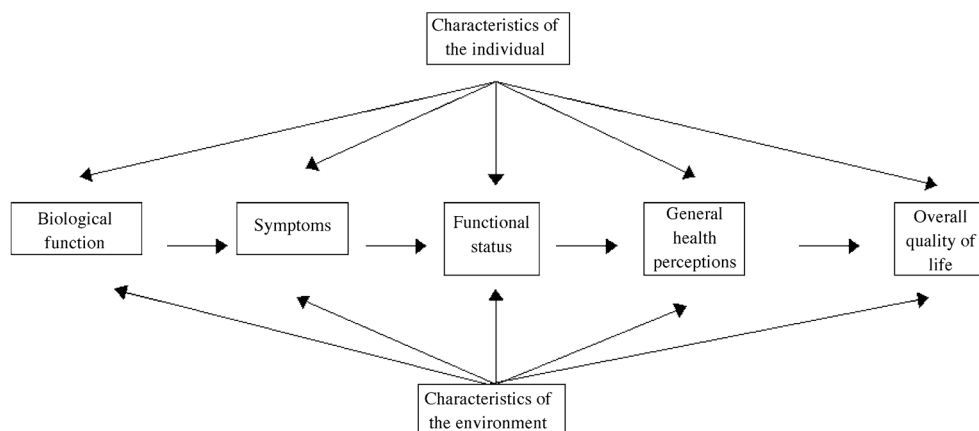 Characteristics of
the individual
Biological
function
Symptoms
Functional
status
General
health
perceptions
Overall
quality of
life
Characteristics of
the environment